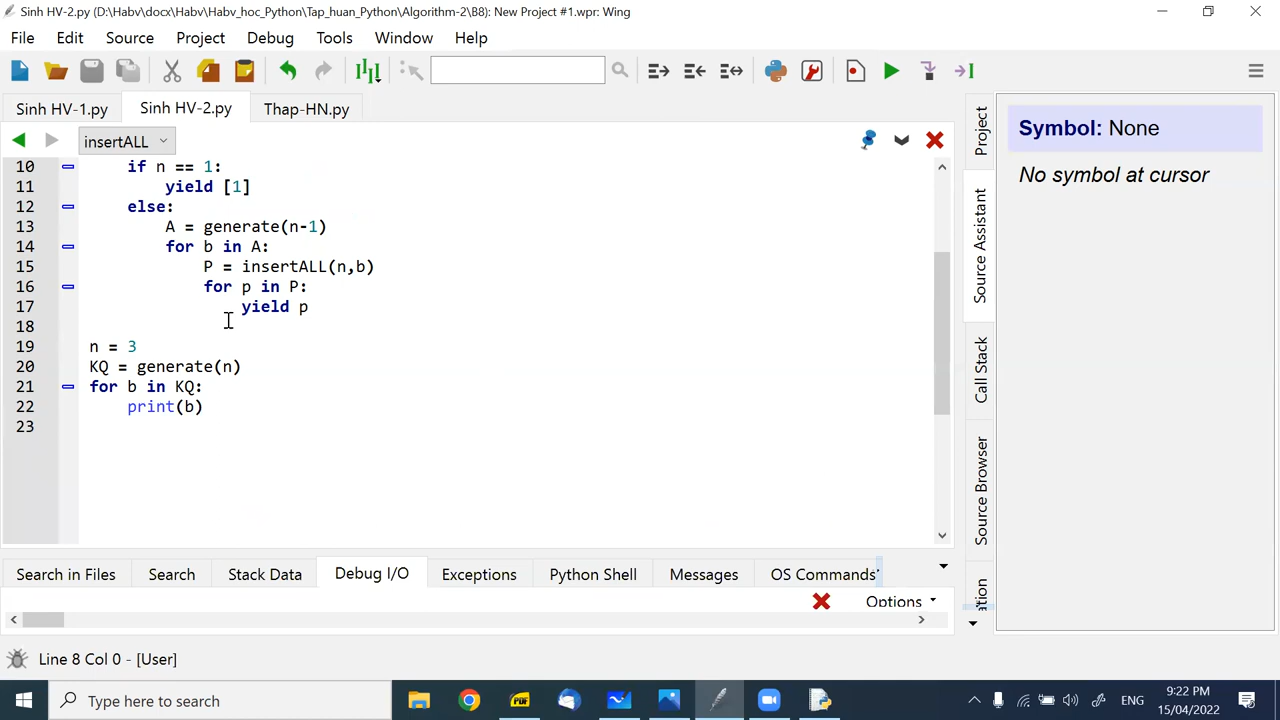 Sinh HV-2.py (D:\Habv\docx\Habv\Habv_hoc_Python\Tap_huan_Python\Algorithm-2\B8): New Project #1.wpr: Wing
File Edit Source Project Debug Tools Window Help
Sinh HV-1.py Sinh HV-2.py Thap-HN.py
insertALL
10 if n == 1:
11 yield [1]
12 else:
13 A = generate(n-1)
14 for b in A:
15 P = insertALL(n,b)
16 for p in P:
17 yield p
18
19 n = 3
20 KQ = generate(n)
21 for b in KQ:
22 print(b)
23
Project
Source Assistant
Call Stack
Source Browser
Symbol: None
No symbol at cursor
Search in Files Search Stack Data Debug I/O Exceptions Python Shell Messages OS Commands
Options
Line 8 Col 0 - [User]
Type here to search
PDF
ENG
9:22 PM
15/04/2022